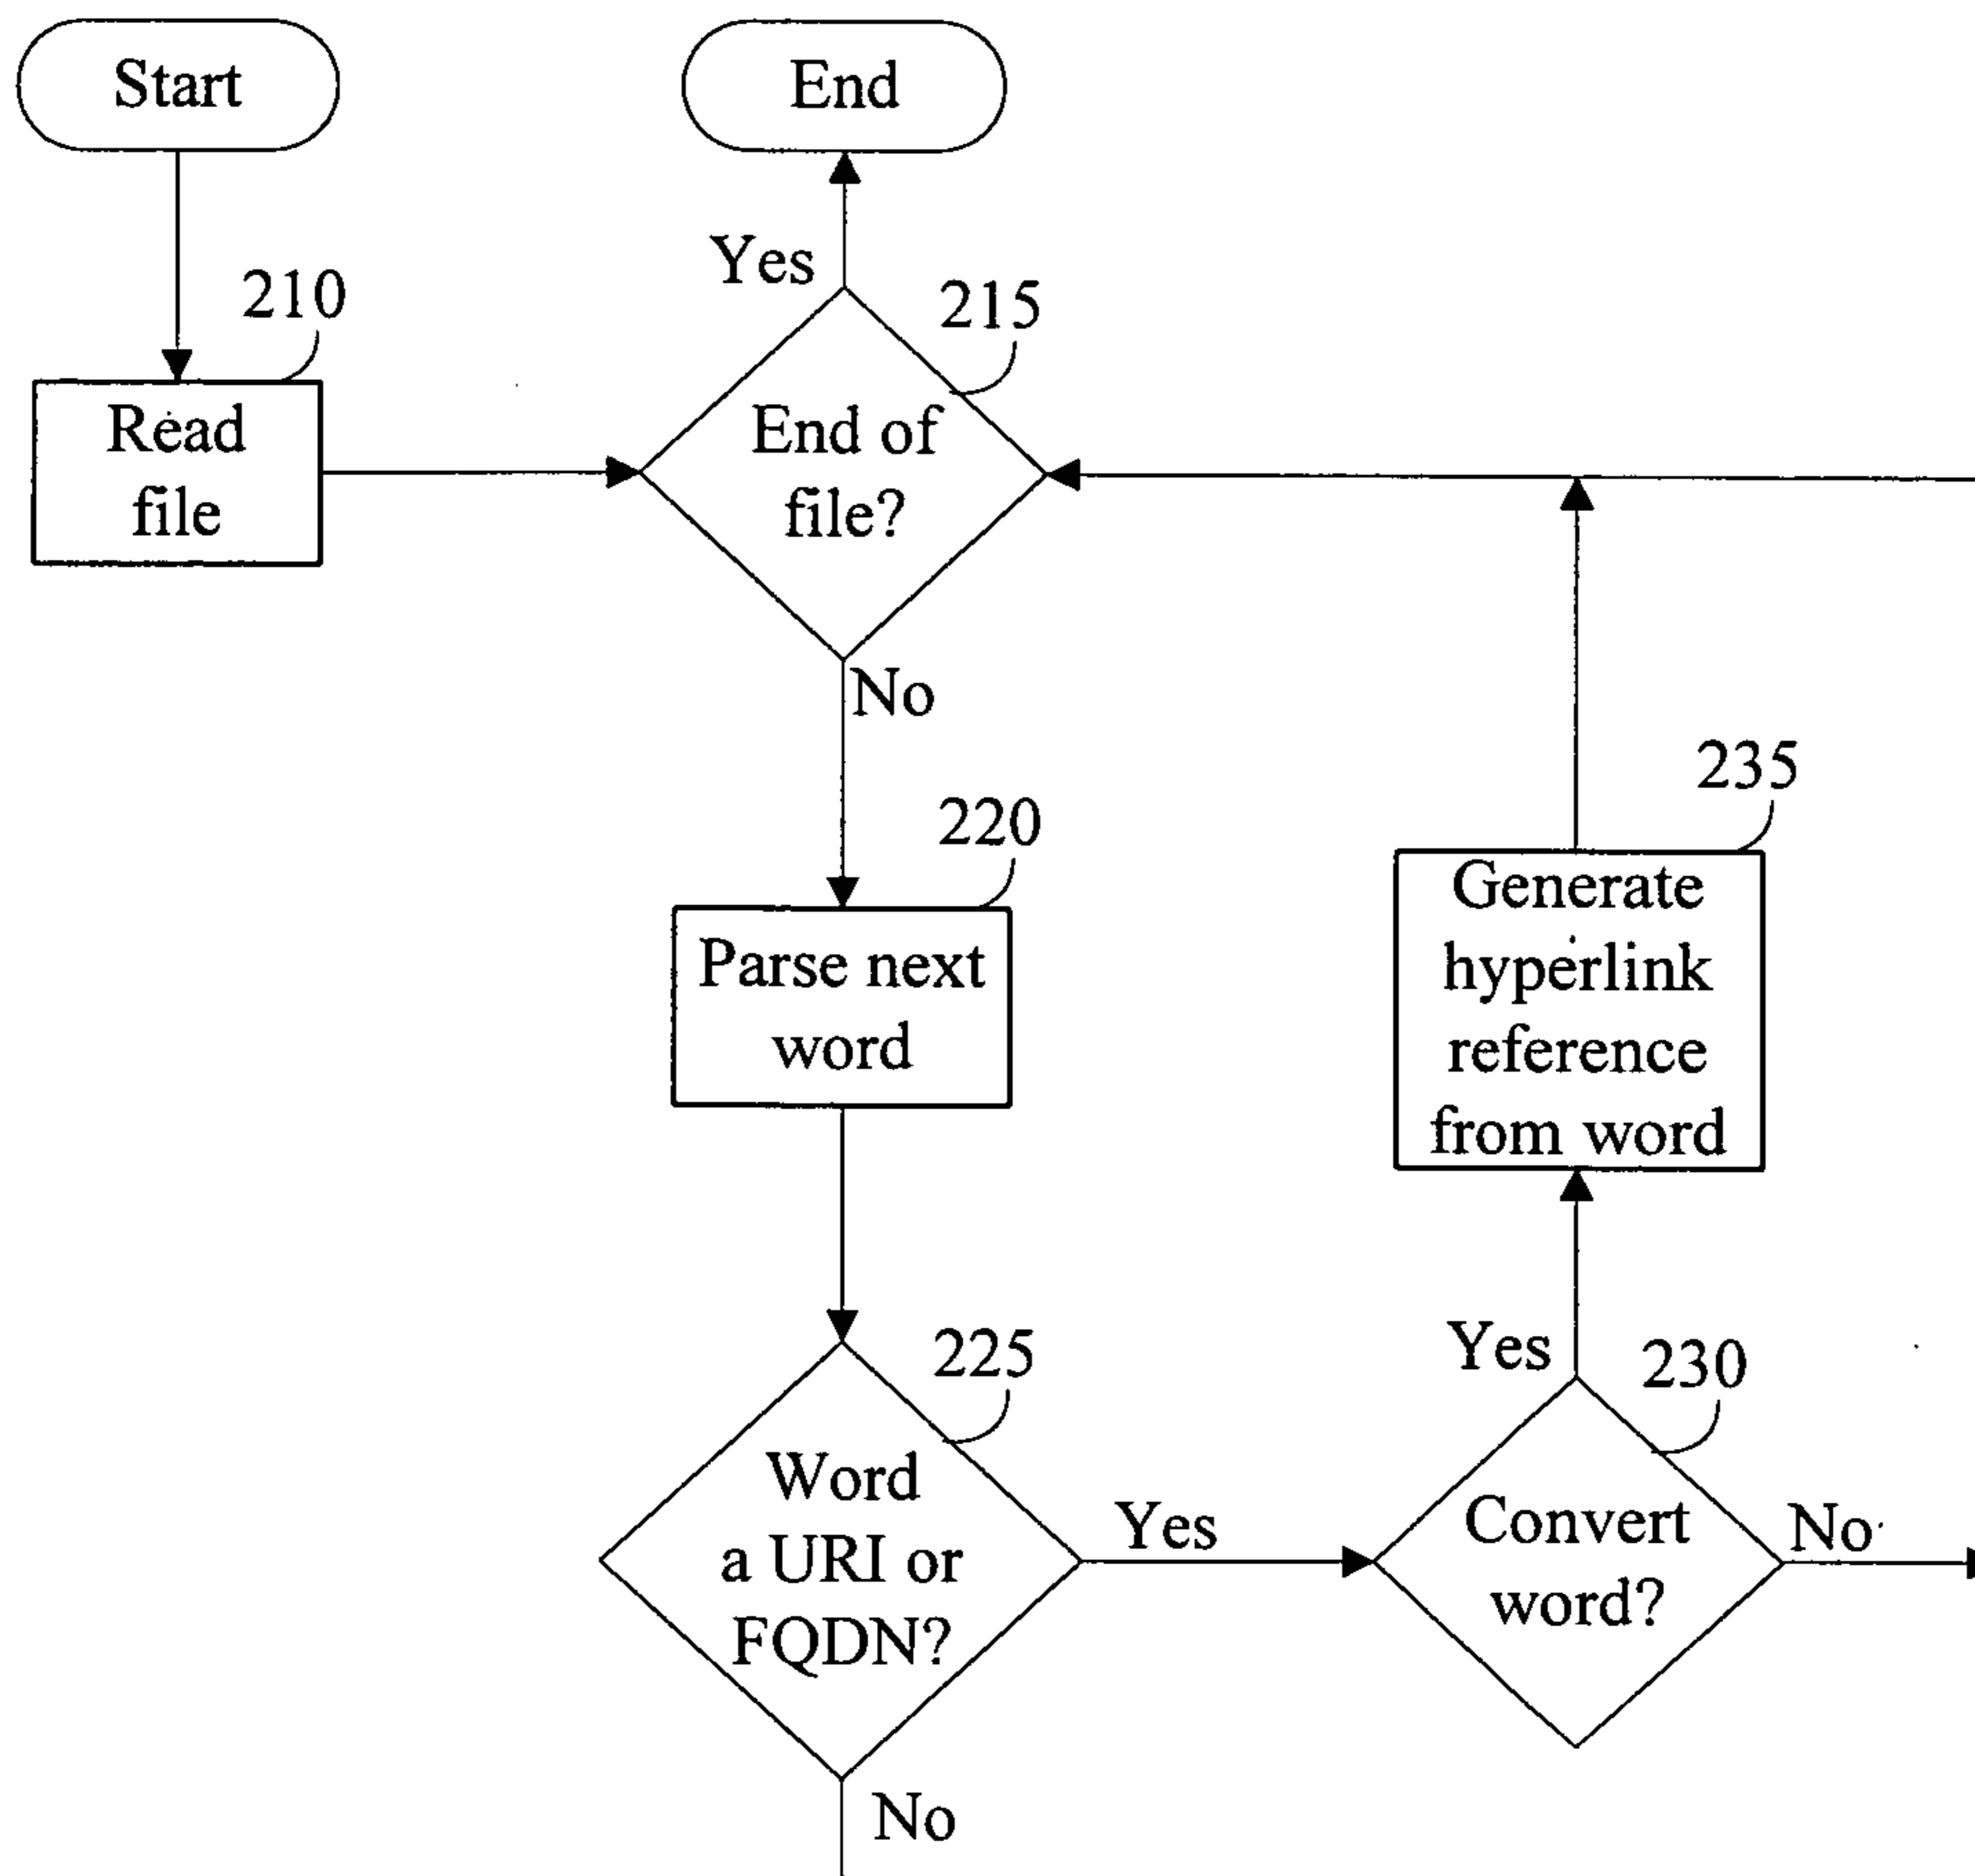 Start
End
Yes
210
215
Read
file
End of
file?
No
220
235
Parse next
word
Generate
hyperlink
reference
from word
225
Yes
230
Word
a URI or
FQDN?
Yes
Convert
word?
No
No